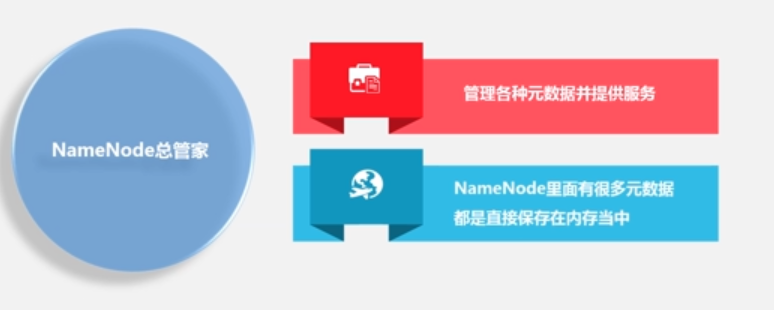 NameNode总管家
管理各种元数据并提供服务
NameNode里面有很多元数据
都是直接保存在内存当中